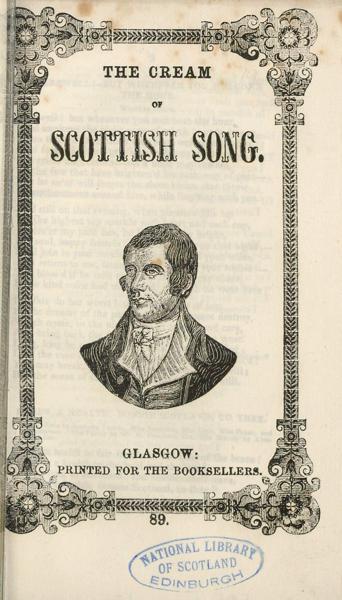 THE CREAM
OF
SCOTTISH SONG.
GLASGOW:
PRINTED FOR THE BOOKSELLERS.
89.
NATIONAL LIBRARY
OF SCOTLAND
EDINBURGH